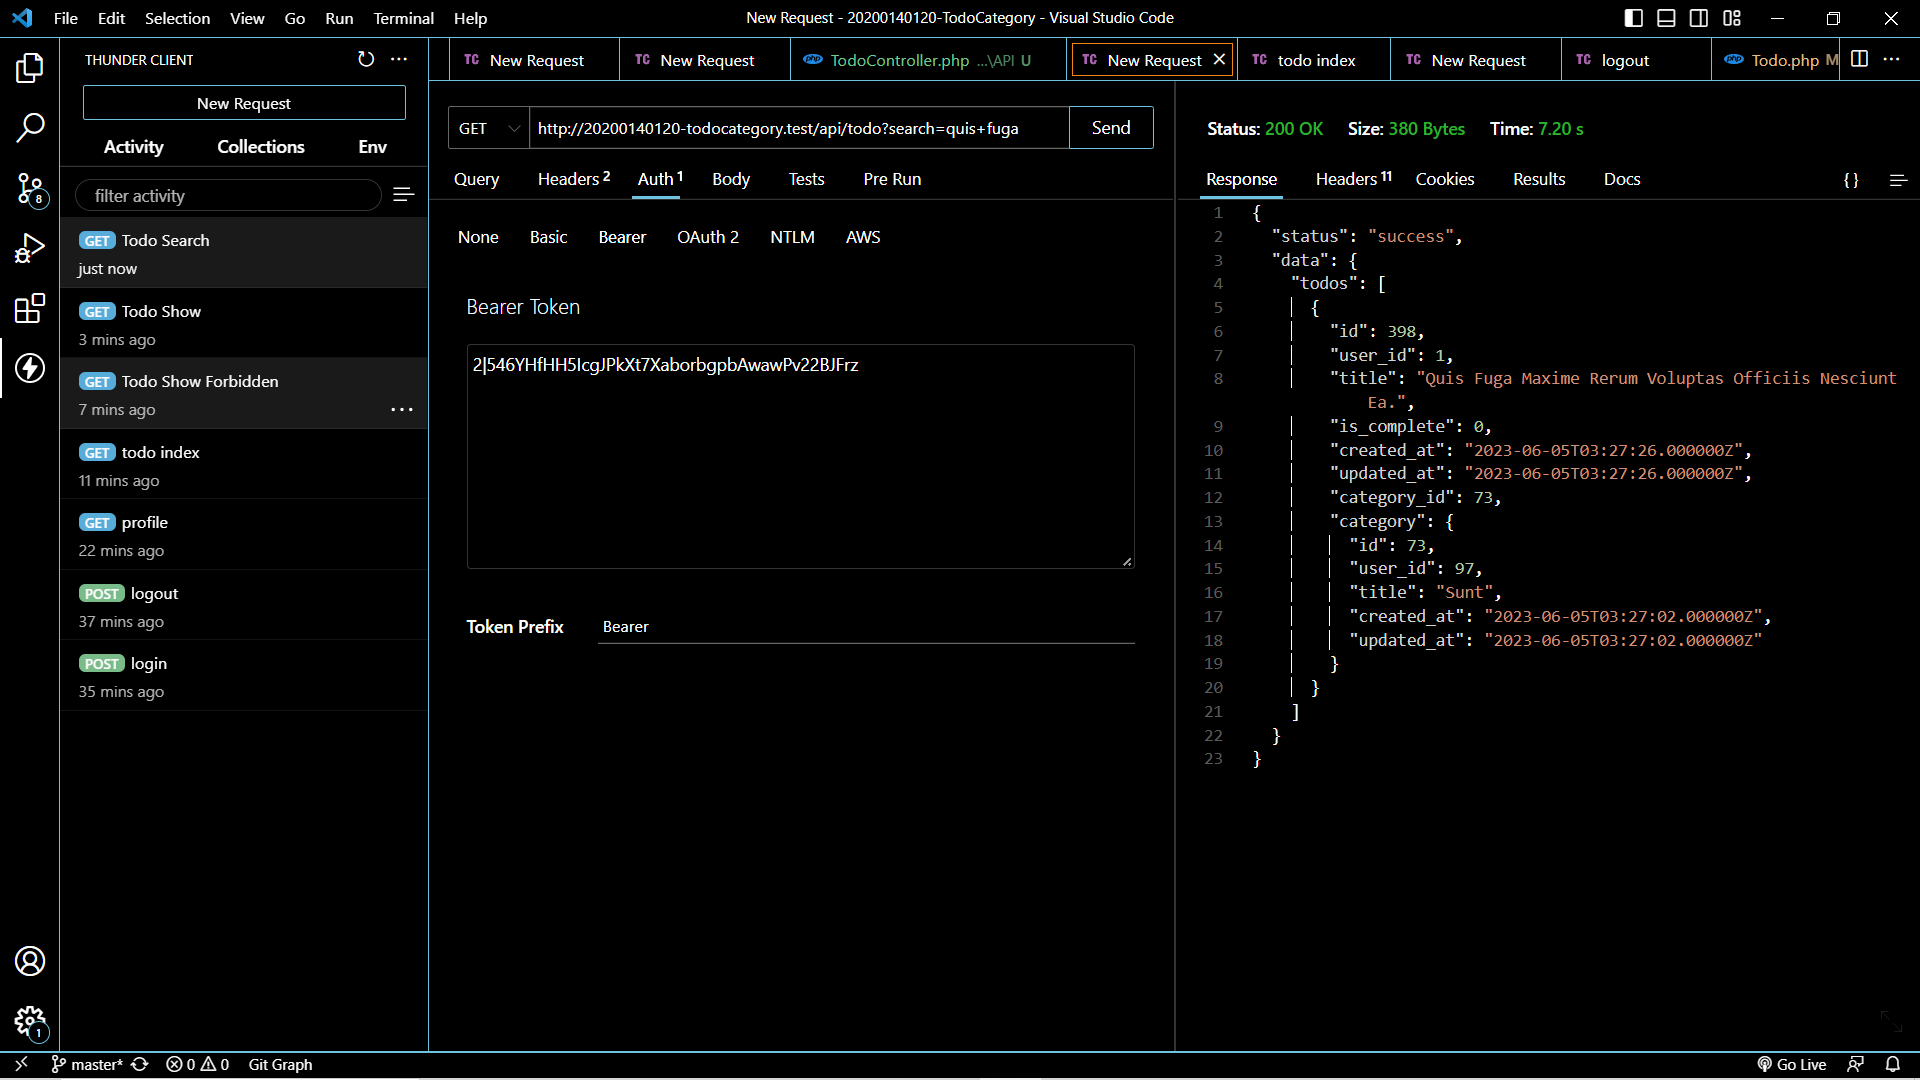 File Edit Selection View Go Run Terminal Help
New Request - 20200140120-TodoCategory - Visual Studio Code
THUNDER CLIENT
New Request
Activity Collections Env
filter activity
GET Todo Search
just now
GET Todo Show
3 mins ago
GET Todo Show Forbidden
7 mins ago
GET todo index
11 mins ago
GET profile
22 mins ago
POST logout
37 mins ago
POST login
35 mins ago
8
1
TC New Request
TC New Request
php TodoController.php ...\API U
TC New Request
TC todo index
TC New Request
TC logout
php Todo.php M
GET http://20200140120-todocategory.test/api/todo?search=quis+fuga Send
Query Headers 2 Auth 1 Body Tests Pre Run
None Basic Bearer OAuth 2 NTLM AWS
Bearer Token
2|546YHfHH5IcgJPkXt7XaborbgpbAwawPv22BJFrz
Token Prefix Bearer
Status: 200 OK Size: 380 Bytes Time: 7.20 s
Response Headers 11 Cookies Results Docs {}
1 {
2 "status": "success",
3 "data": {
4 "todos": [
5 {
6 "id": 398,
7 "user_id": 1,
8 "title": "Quis Fuga Maxime Rerum Voluptas Officiis Nesciunt
Ea.",
9 "is_complete": 0,
10 "created_at": "2023-06-05T03:27:26.000000Z",
11 "updated_at": "2023-06-05T03:27:26.000000Z",
12 "category_id": 73,
13 "category": {
14 "id": 73,
15 "user_id": 97,
16 "title": "Sunt",
17 "created_at": "2023-06-05T03:27:02.000000Z",
18 "updated_at": "2023-06-05T03:27:02.000000Z"
19 }
20 }
21 ]
22 }
23 }
master* 0 0 Git Graph
Go Live